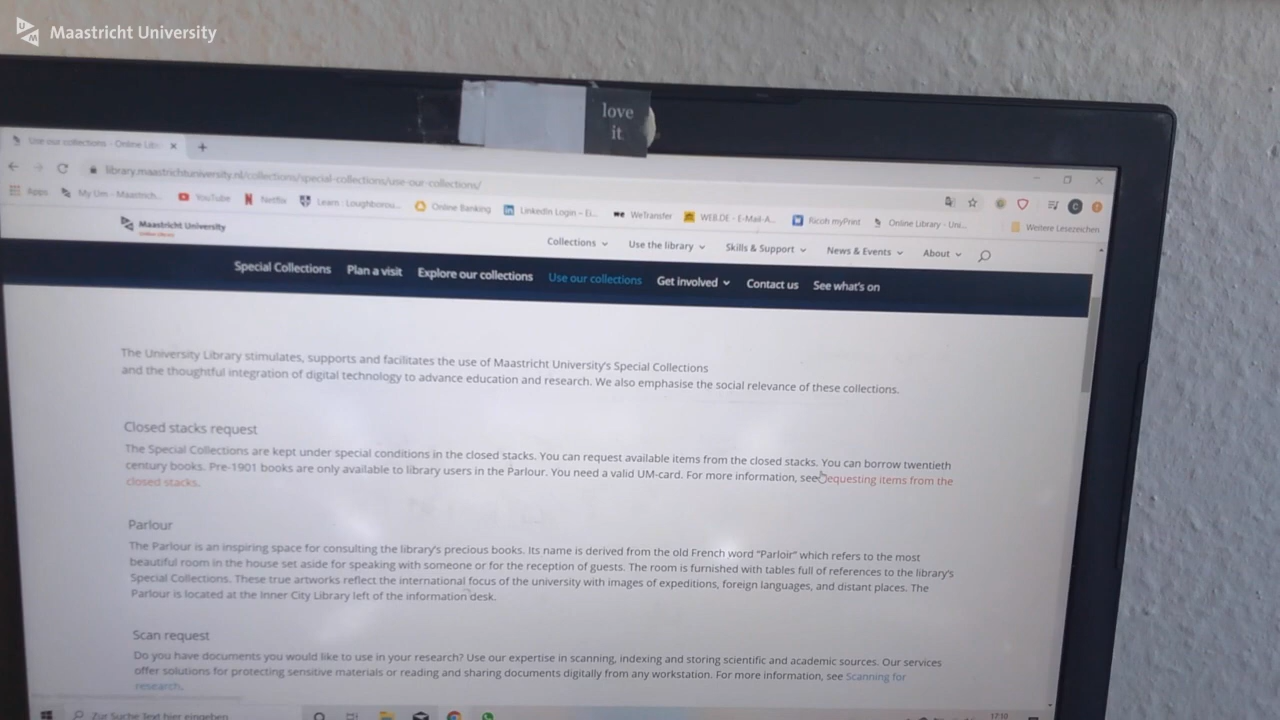 Maastricht University
love
it
Use our collections - Online Lib
library.maastrichtuniversity.nl/collections/special-collections/use-our-collections/
Apps My Um - Maastrich... YouTube Netflix Learn : Loughborou... Online Banking LinkedIn Login - Ei... WeTransfer WEB.DE - E-Mail-A... Ricoh myPrint Online Library - Uni... Weitere Lesezeichen
Maastricht University
Collections Use the library Skills & Support News & Events About
Special Collections Plan a visit Explore our collections Use our collections Get involved Contact us See what's on
The University Library stimulates, supports and facilitates the use of Maastricht University's Special Collections
and the thoughtful integration of digital technology to advance education and research. We also emphasise the social relevance of these collections.
Closed stacks request
The Special Collections are kept under special conditions in the closed stacks. You can request available items from the closed stacks. You can borrow twentieth
century books. Pre-1901 books are only available to library users in the Parlour. You need a valid UM-card. For more information, see requesting items from the
closed stacks.
Parlour
The Parlour is an inspiring space for consulting the library's precious books. Its name is derived from the old French word "Parloir" which refers to the most
beautiful room in the house set aside for speaking with someone or for the reception of guests. The room is furnished with tables full of references to the library's
Special Collections. These true artworks reflect the international focus of the university with images of expeditions, foreign languages, and distant places. The
Parlour is located at the Inner City Library left of the information desk.
Scan request
Do you have documents you would like to use in your research? Use our expertise in scanning, indexing and storing scientific and academic sources. Our services
offer solutions for protecting sensitive materials or reading and sharing documents digitally from any workstation. For more information, see Scanning for
research.
Zur Suche Text hier eingeben
17:10